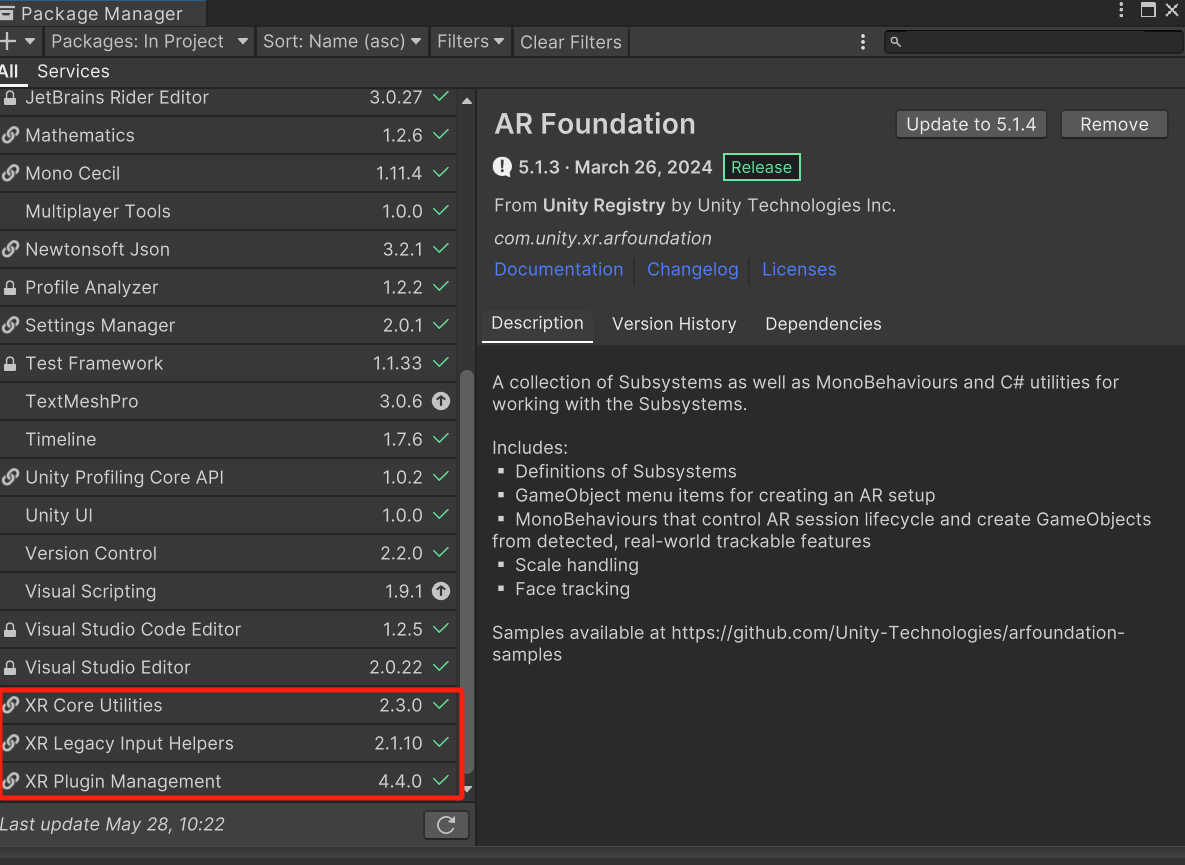 Package Manager
Packages: In Project
Sort: Name (asc)
Filters
Clear Filters
All
Services
JetBrains Rider Editor 3.0.27
Mathematics 1.2.6
Mono Cecil 1.11.4
Multiplayer Tools 1.0.0
Newtonsoft Json 3.2.1
Profile Analyzer 1.2.2
Settings Manager 2.0.1
Test Framework 1.1.33
TextMeshPro 3.0.6
Timeline 1.7.6
Unity Profiling Core API 1.0.2
Unity UI 1.0.0
Version Control 2.2.0
Visual Scripting 1.9.1
Visual Studio Code Editor 1.2.5
Visual Studio Editor 2.0.22
XR Core Utilities 2.3.0
XR Legacy Input Helpers 2.1.10
XR Plugin Management 4.4.0
Last update May 28, 10:22
AR Foundation
Update to 5.1.4
Remove
5.1.3 · March 26, 2024 Release
From Unity Registry by Unity Technologies Inc.
com.unity.xr.arfoundation
Documentation
Changelog
Licenses
Description
Version History
Dependencies
A collection of Subsystems as well as MonoBehaviours and C# utilities for
working with the Subsystems.
Includes:
▪ Definitions of Subsystems
▪ GameObject menu items for creating an AR setup
▪ MonoBehaviours that control AR session lifecycle and create GameObjects
from detected, real-world trackable features
▪ Scale handling
▪ Face tracking
Samples available at https://github.com/Unity-Technologies/arfoundation-
samples